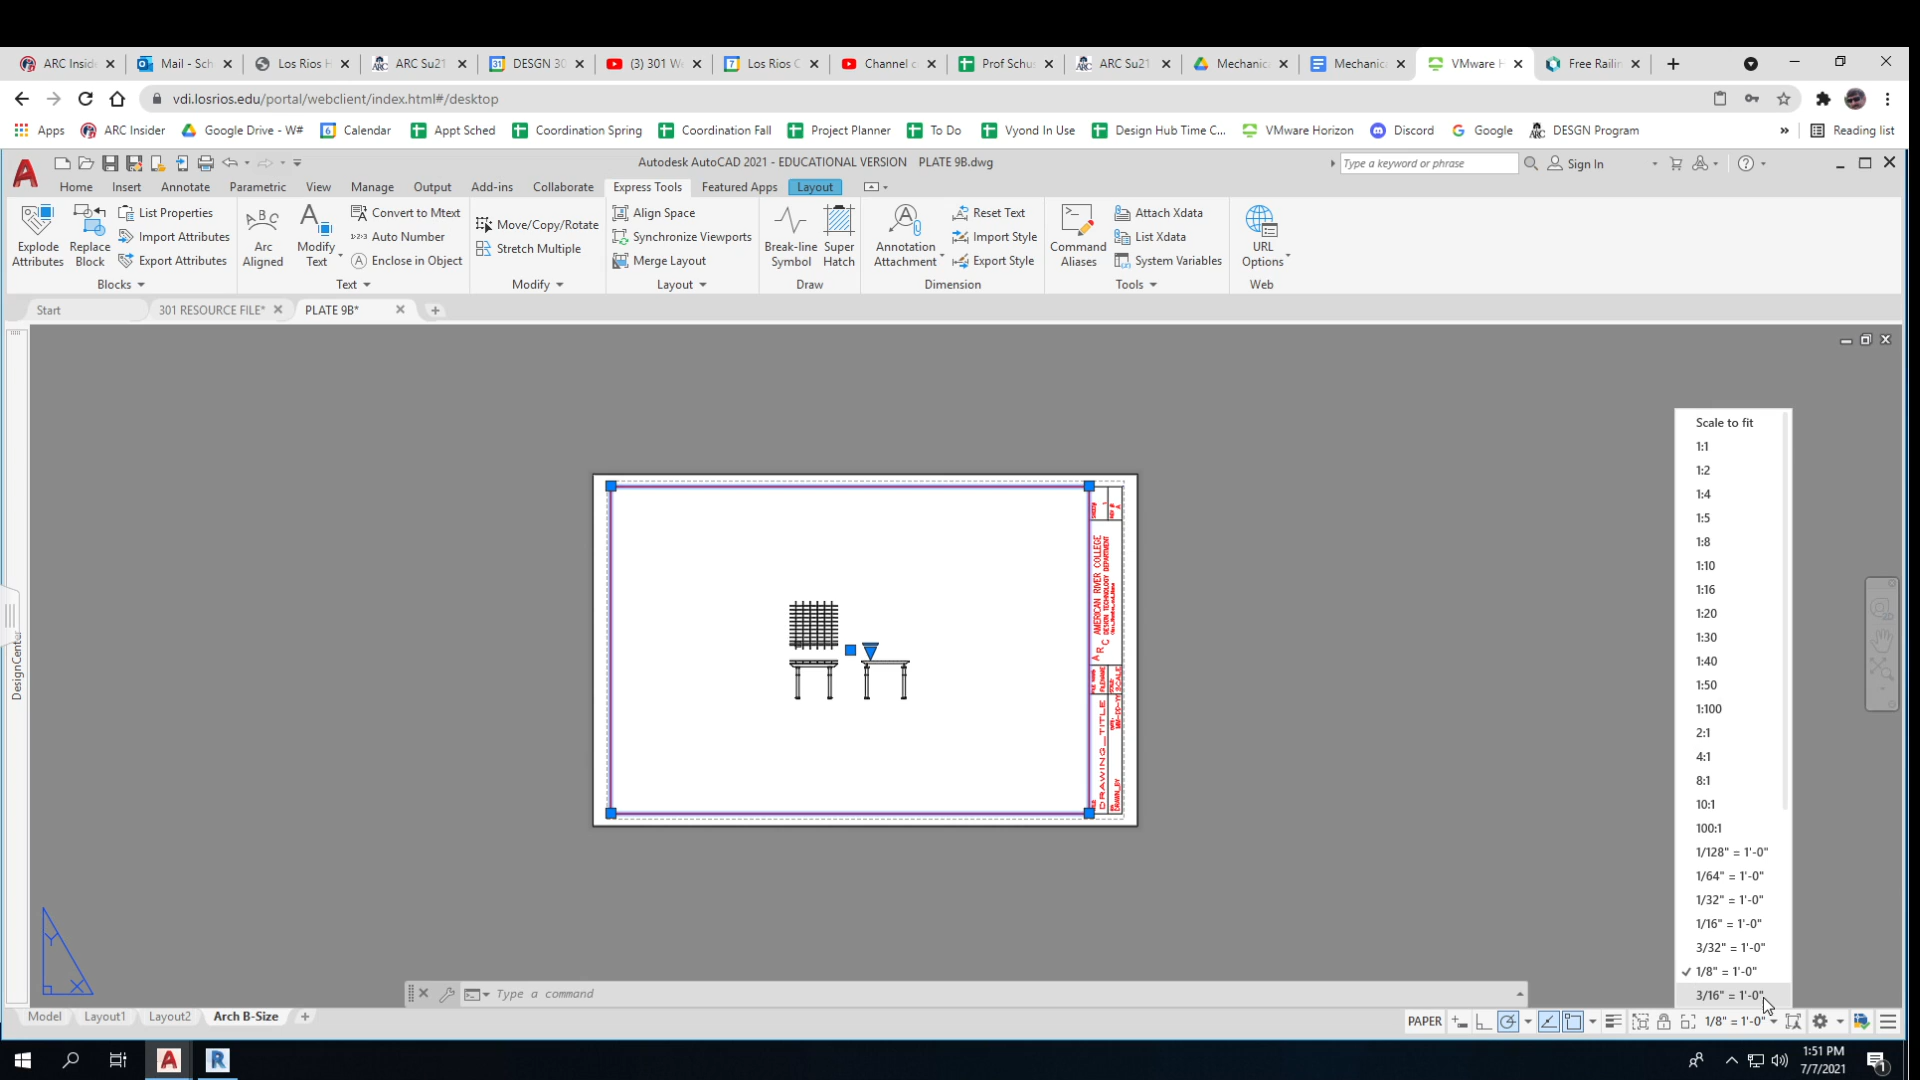 ARC Inside
Mail - Sch
Los Rios H
ARC Su21
DESGN 30
(3) 301 We
Los Rios C
Channel c
Prof Schus
ARC Su21
Mechanic
Mechanic
VMware H
Free Railin
vdi.losrios.edu/portal/webclient/index.html#/desktop
Apps
ARC Insider
Google Drive - W#
Calendar
Appt Sched
Coordination Spring
Coordination Fall
Project Planner
To Do
Vyond In Use
Design Hub Time C...
VMware Horizon
Discord
Google
DESGN Program
»
Reading list
Autodesk AutoCAD 2021 - EDUCATIONAL VERSION PLATE 9B.dwg
Type a keyword or phrase
Sign In
Home
Insert
Annotate
Parametric
View
Manage
Output
Add-ins
Collaborate
Express Tools
Featured Apps
Layout
Explode Attributes
Replace Block
List Properties
Import Attributes
Export Attributes
Blocks
Arc Aligned
Modify Text
Convert to Mtext
Auto Number
Enclose in Object
Text
Move/Copy/Rotate
Stretch Multiple
Modify
Align Space
Synchronize Viewports
Merge Layout
Layout
Break-line Symbol
Super Hatch
Draw
Annotation Attachment
Reset Text
Import Style
Export Style
Dimension
Command Aliases
Attach Xdata
List Xdata
System Variables
Tools
URL Options
Web
Start
301 RESOURCE FILE*
PLATE 9B*
DesignCenter
AMERICAN RIVER COLLEGE
DESIGN TECHNOLOGY DEPARTMENT
A R C
DRAWING_TITLE
DRAWN_BY
SCALE
FILENAME
Y
X
Scale to fit
1:1
1:2
1:4
1:5
1:8
1:10
1:16
1:20
1:30
1:40
1:50
1:100
2:1
4:1
8:1
10:1
100:1
1/128" = 1'-0"
1/64" = 1'-0"
1/32" = 1'-0"
1/16" = 1'-0"
3/32" = 1'-0"
1/8" = 1'-0"
3/16" = 1'-0"
Type a command
Model
Layout1
Layout2
Arch B-Size
PAPER
1/8" = 1'-0"
A
R
1:51 PM
7/7/2021
1